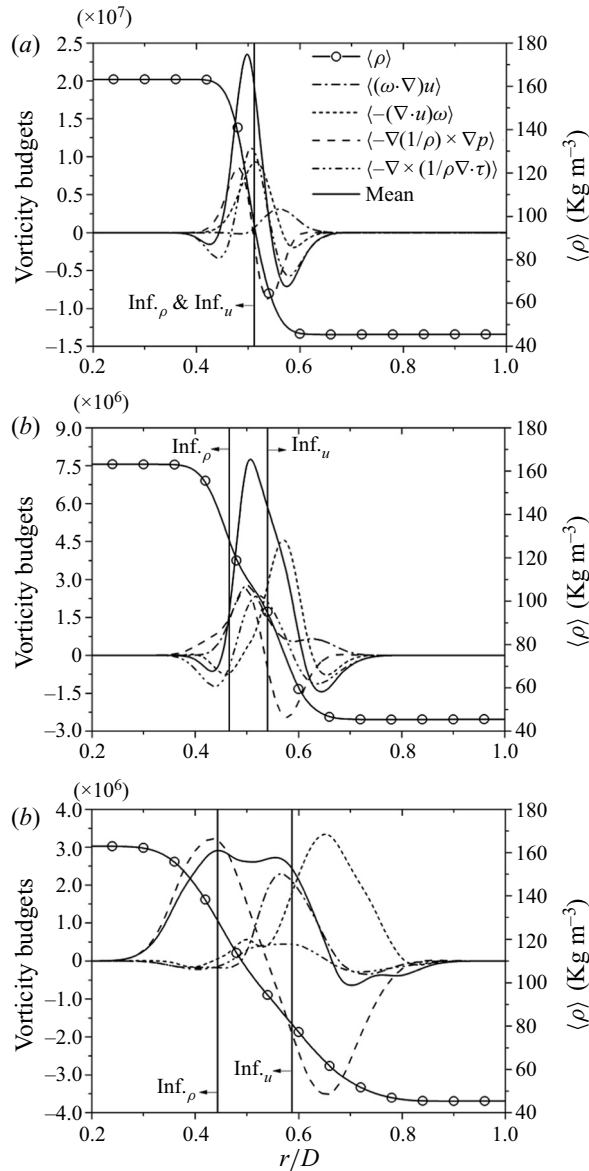 (×10⁷)
(a)
2.5
2.0
1.5
1.0
0.5
0
−0.5
−1.0
−1.5
Vorticity budgets
⟨ρ⟩
⟨(ω·∇)u⟩
⟨−(∇·u)ω⟩
⟨−∇(1/ρ) × ∇p⟩
⟨−∇ × (1/ρ∇·τ)⟩
Mean
Inf.ρ & Inf.u
180
160
140
120
100
80
60
40
⟨ρ⟩ (Kg m⁻³)
0.2 0.4 0.6 0.8 1.0
(×10⁶)
(b)
9.0
7.5
6.0
4.5
3.0
1.5
0
−1.5
−3.0
Vorticity budgets
Inf.ρ
Inf.u
180
160
140
120
100
80
60
40
⟨ρ⟩ (Kg m⁻³)
0.2 0.4 0.6 0.8 1.0
(×10⁶)
(b)
4.0
3.0
2.0
1.0
0
−1.0
−2.0
−3.0
−4.0
Vorticity budgets
Inf.ρ
Inf.u
180
160
140
120
100
80
60
40
⟨ρ⟩ (Kg m⁻³)
0.2 0.4 0.6 0.8 1.0
r/D